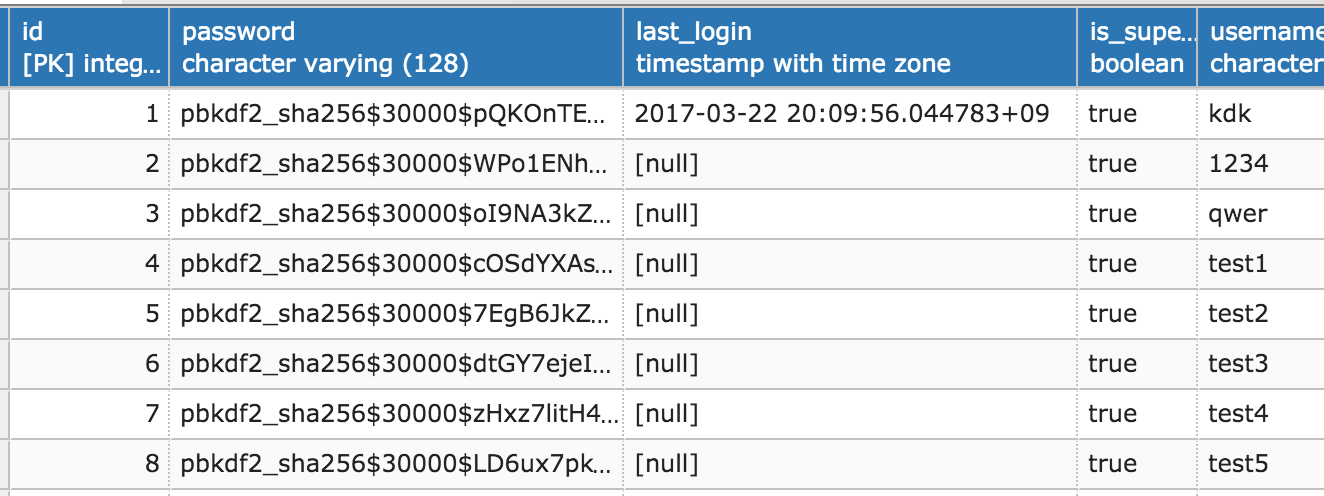 id password last_login is_supe... username
[PK] integ... character varying (128) timestamp with time zone boolean character
1 pbkdf2_sha256$30000$pQKOnTE... 2017-03-22 20:09:56.044783+09 true kdk
2 pbkdf2_sha256$30000$WPo1ENh... [null] true 1234
3 pbkdf2_sha256$30000$oI9NA3kZ... [null] true qwer
4 pbkdf2_sha256$30000$cOSdYXAs... [null] true test1
5 pbkdf2_sha256$30000$7EgB6JkZ... [null] true test2
6 pbkdf2_sha256$30000$dtGY7ejeI... [null] true test3
7 pbkdf2_sha256$30000$zHxz7litH4... [null] true test4
8 pbkdf2_sha256$30000$LD6ux7pk... [null] true test5